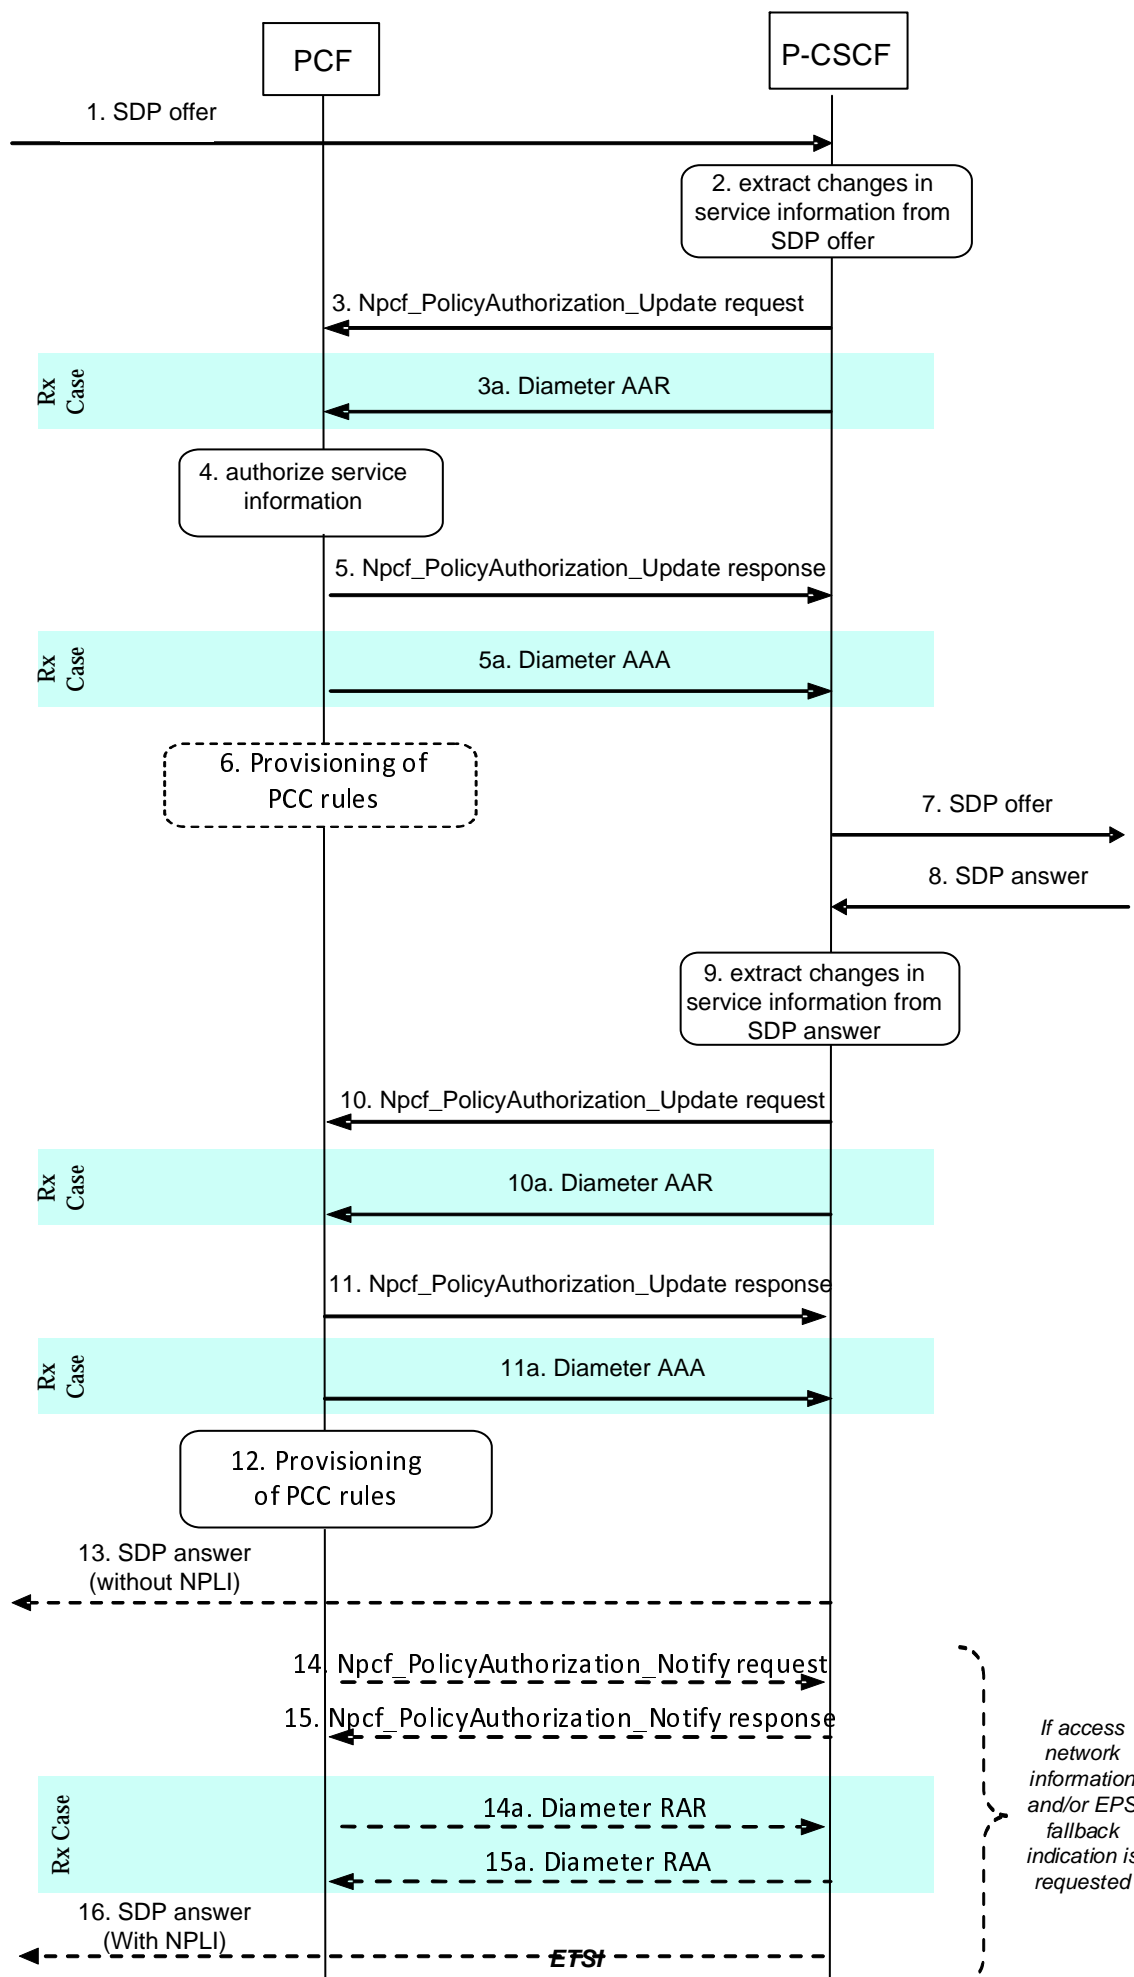 PCF
P-CSCF
1. SDP offer
2. extract changes in
service information from
SDP offer
3. Npcf_PolicyAuthorization_Update request
Rx
Case
3a. Diameter AAR
4. authorize service
information
5. Npcf_PolicyAuthorization_Update response
Rx
Case
5a. Diameter AAA
6. Provisioning of
PCC rules
7. SDP offer
8. SDP answer
9. extract changes in
service information from
SDP answer
10. Npcf_PolicyAuthorization_Update request
Rx
Case
10a. Diameter AAR
11. Npcf_PolicyAuthorization_Update response
Rx
Case
11a. Diameter AAA
12. Provisioning
of PCC rules
13. SDP answer
(without NPLI)
14. Npcf_PolicyAuthorization_Notify request
15. Npcf_PolicyAuthorization_Notify response
If access
network
information
and/or EPS
fallback
indication is
requested
Rx Case
14a. Diameter RAR
15a. Diameter RAA
16. SDP answer
(With NPLI)
ETSI